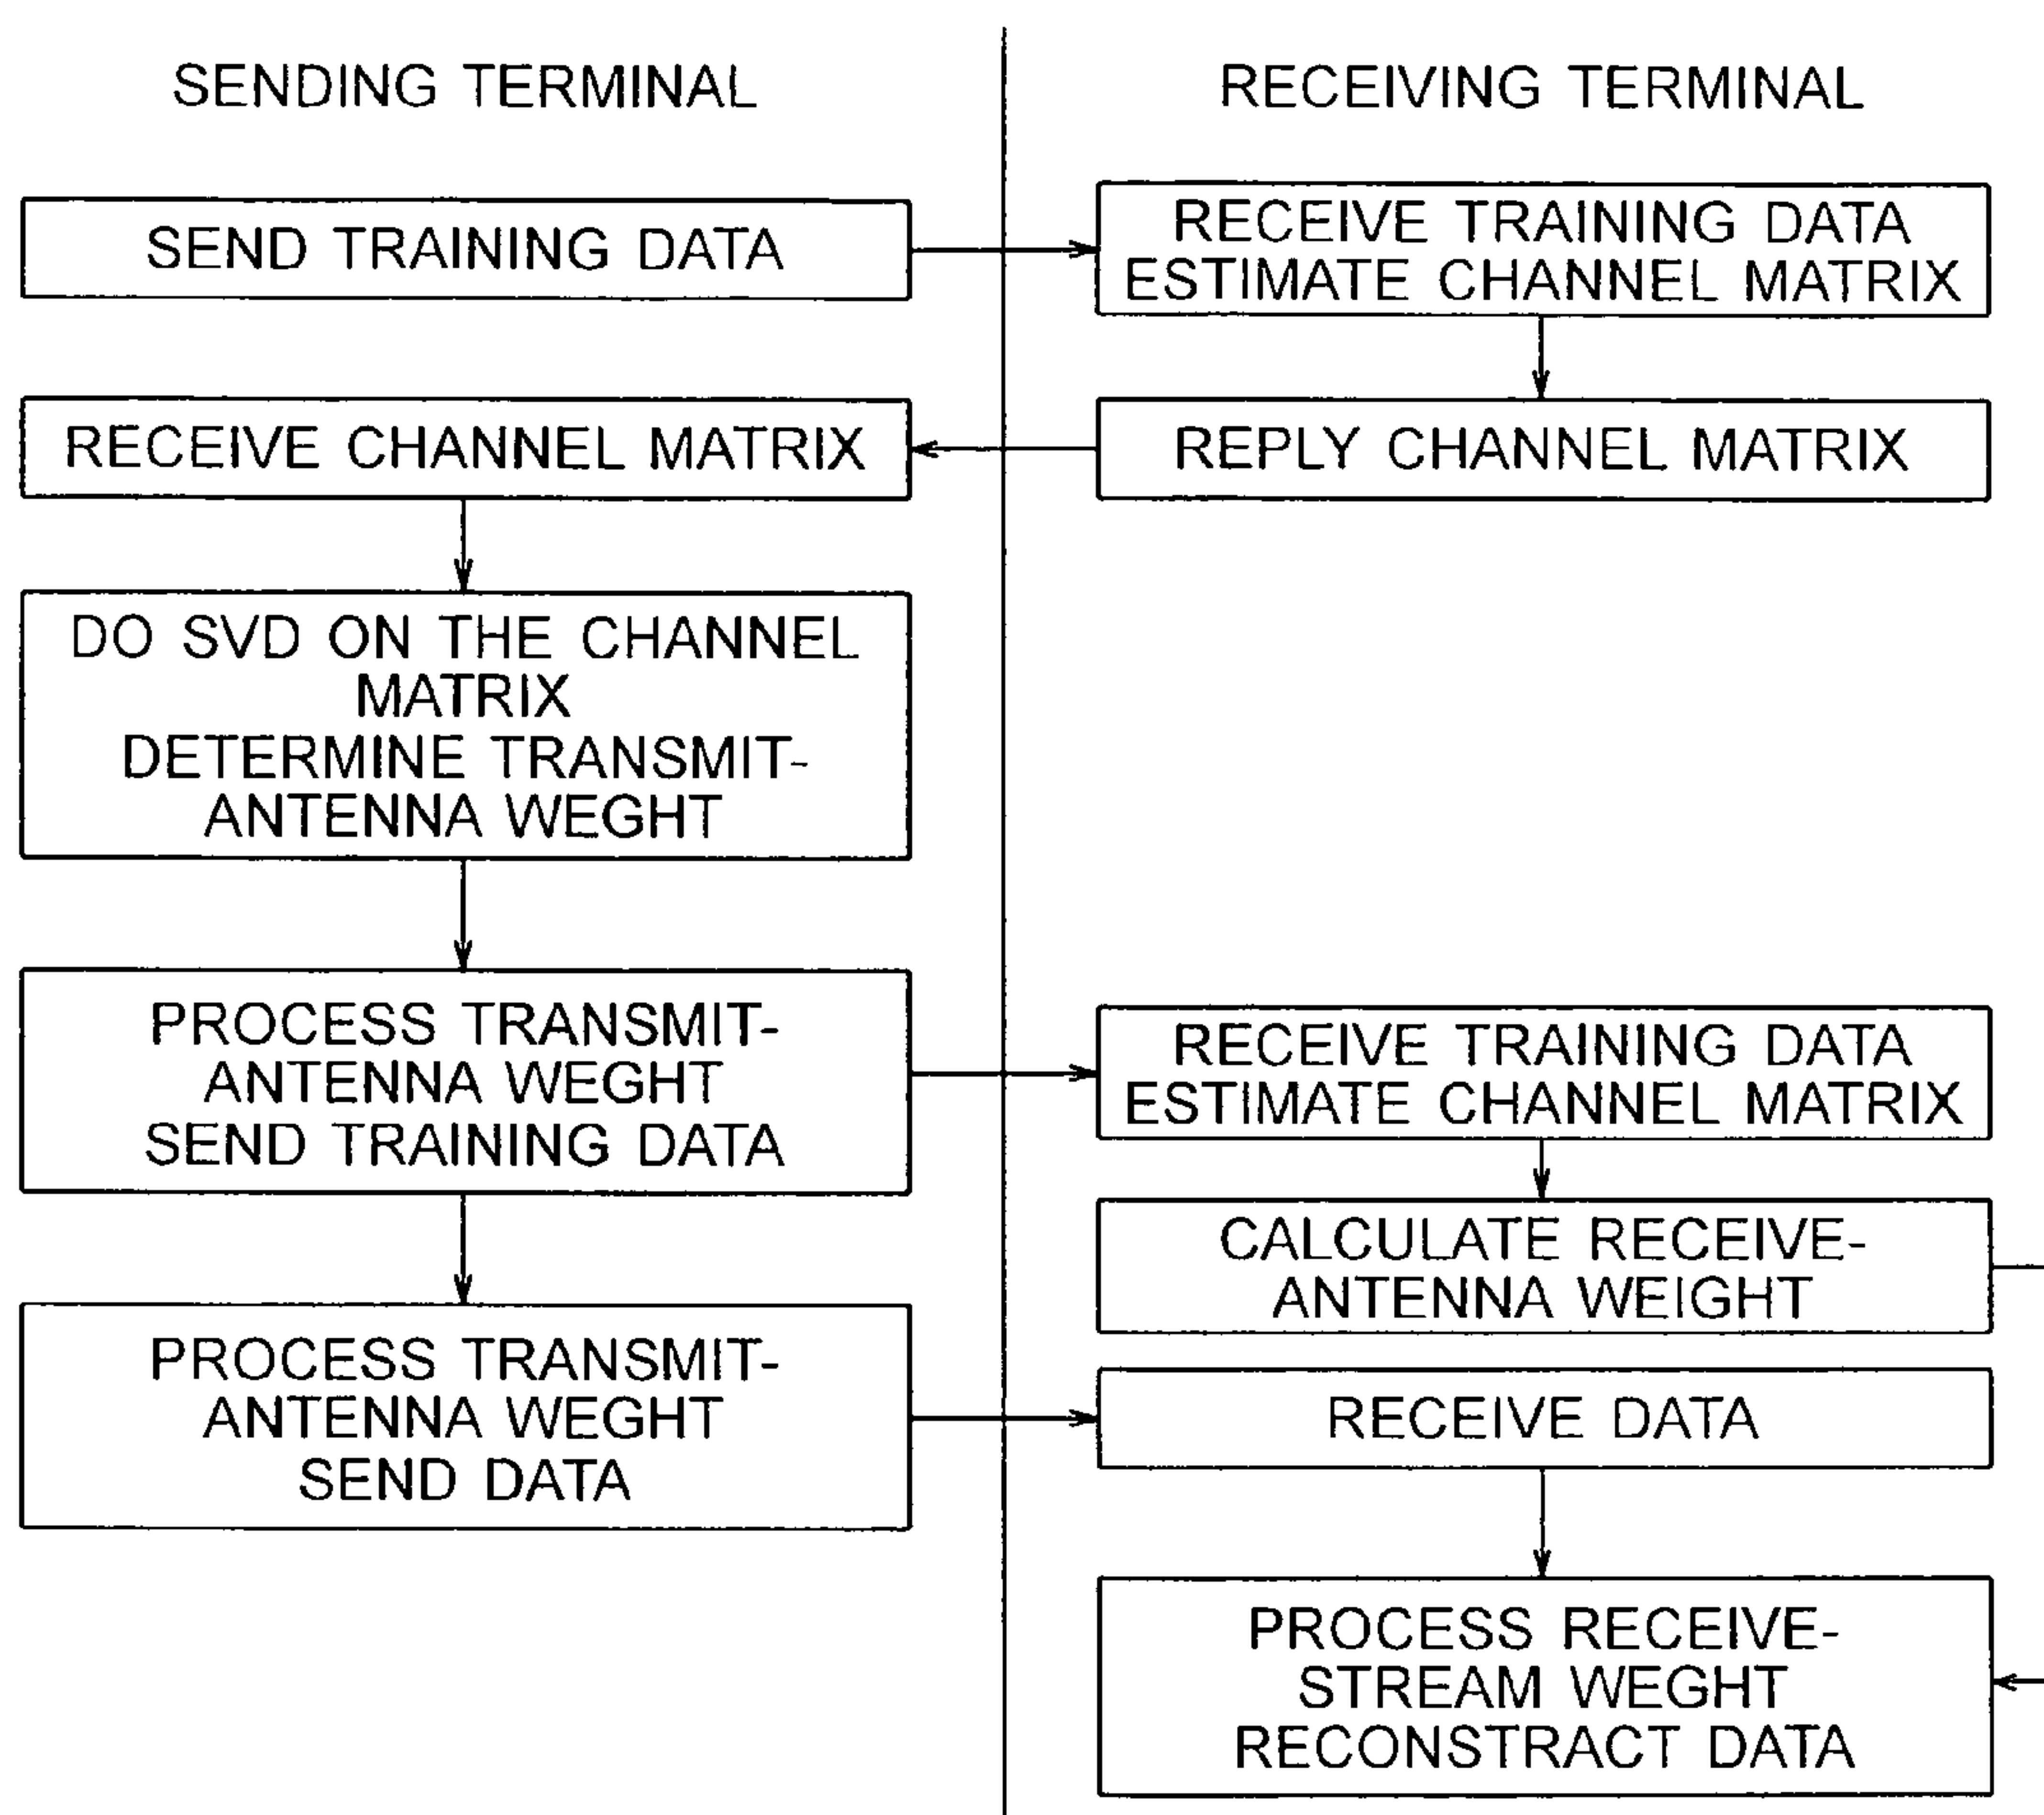 SENDING TERMINAL
RECEIVING TERMINAL
SEND TRAINING DATA
RECEIVE TRAINING DATA
ESTIMATE CHANNEL MATRIX
RECEIVE CHANNEL MATRIX
REPLY CHANNEL MATRIX
DO SVD ON THE CHANNEL
MATRIX
DETERMINE TRANSMIT-
ANTENNA WEGHT
PROCESS TRANSMIT-
ANTENNA WEGHT
SEND TRAINING DATA
RECEIVE TRAINING DATA
ESTIMATE CHANNEL MATRIX
CALCULATE RECEIVE-
ANTENNA WEIGHT
PROCESS TRANSMIT-
ANTENNA WEGHT
SEND DATA
RECEIVE DATA
PROCESS RECEIVE-
STREAM WEGHT
RECONSTRACT DATA